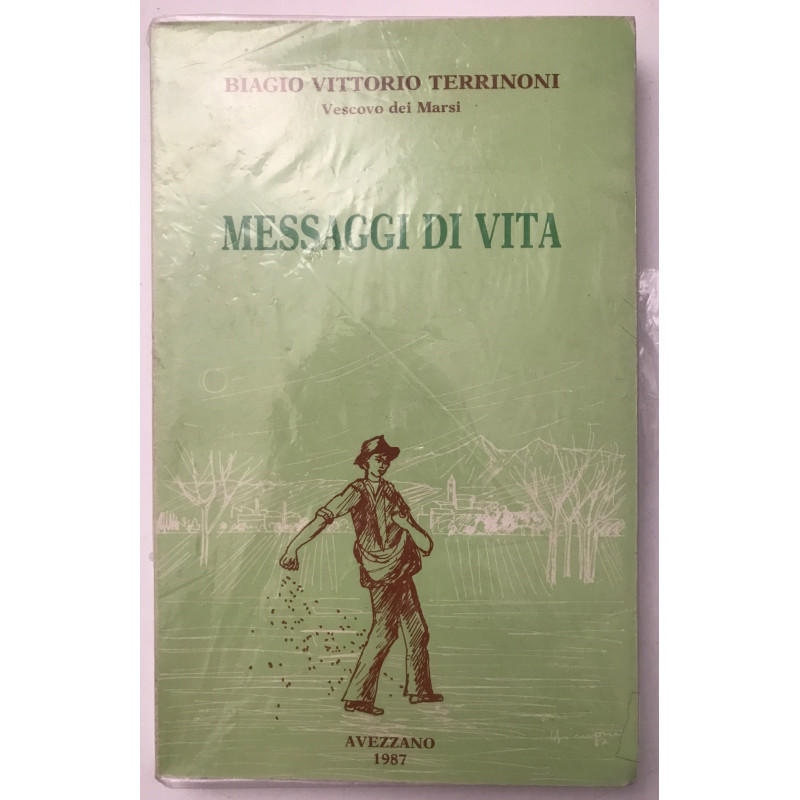 BIAGIO VITTORIO TERRINONI
Vescovo dei Marsi
MESSAGGI DI VITA
AVEZZANO
1987